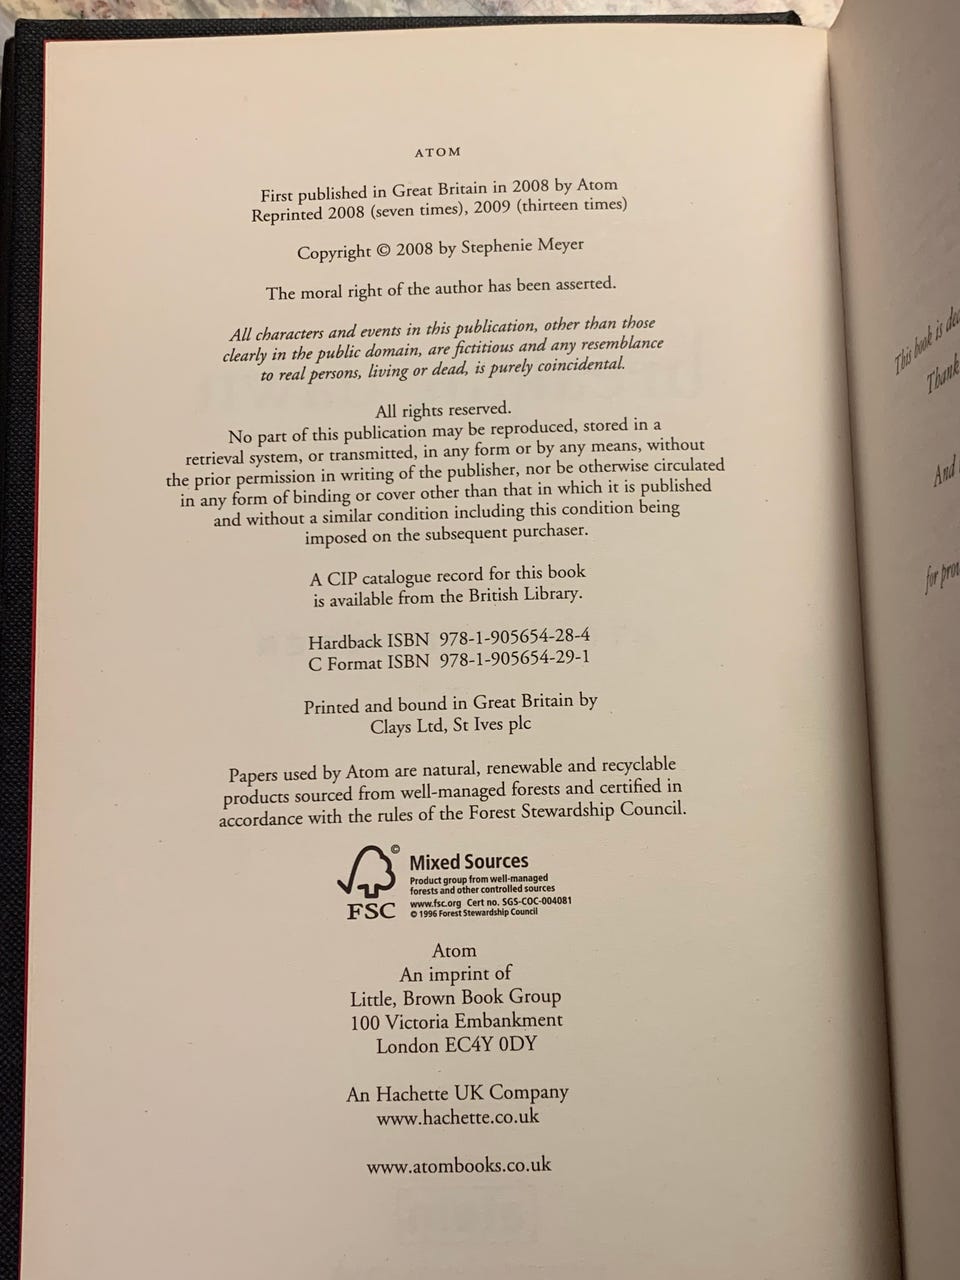 ATOM
First published in Great Britain in 2008 by Atom
Reprinted 2008 (seven times), 2009 (thirteen times)
Copyright © 2008 by Stephenie Meyer
The moral right of the author has been asserted.
All characters and events in this publication, other than those
clearly in the public domain, are fictitious and any resemblance
to real persons, living or dead, is purely coincidental.
All rights reserved.
No part of this publication may be reproduced, stored in a
retrieval system, or transmitted, in any form or by any means, without
the prior permission in writing of the publisher, nor be otherwise circulated
in any form of binding or cover other than that in which it is published
and without a similar condition including this condition being
imposed on the subsequent purchaser.
A CIP catalogue record for this book
is available from the British Library.
Hardback ISBN 978-1-905654-28-4
C Format ISBN 978-1-905654-29-1
Printed and bound in Great Britain by
Clays Ltd, St Ives plc
Papers used by Atom are natural, renewable and recyclable
products sourced from well-managed forests and certified in
accordance with the rules of the Forest Stewardship Council.
©
FSC
Mixed Sources
Product group from well-managed
forests and other controlled sources
www.fsc.org Cert no. SGS-COC-004081
© 1996 Forest Stewardship Council
Atom
An imprint of
Little, Brown Book Group
100 Victoria Embankment
London EC4Y 0DY
An Hachette UK Company
www.hachette.co.uk
www.atombooks.co.uk
This book is
Thank
And
for